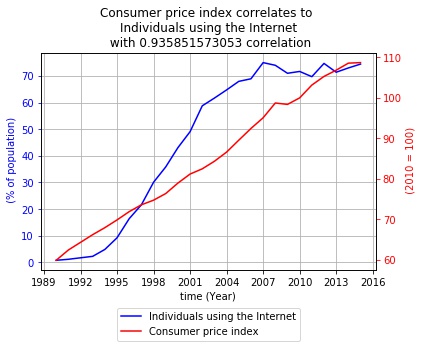 Consumer price index correlates to
Individuals using the Internet
with 0.935851573053 correlation
70
60
50
40
30
20
10
0
(% of population)
110
100
90
80
70
60
(2010 = 100)
1989 1992 1995 1998 2001 2004 2007 2010 2013 2016
time (Year)
Individuals using the Internet
Consumer price index